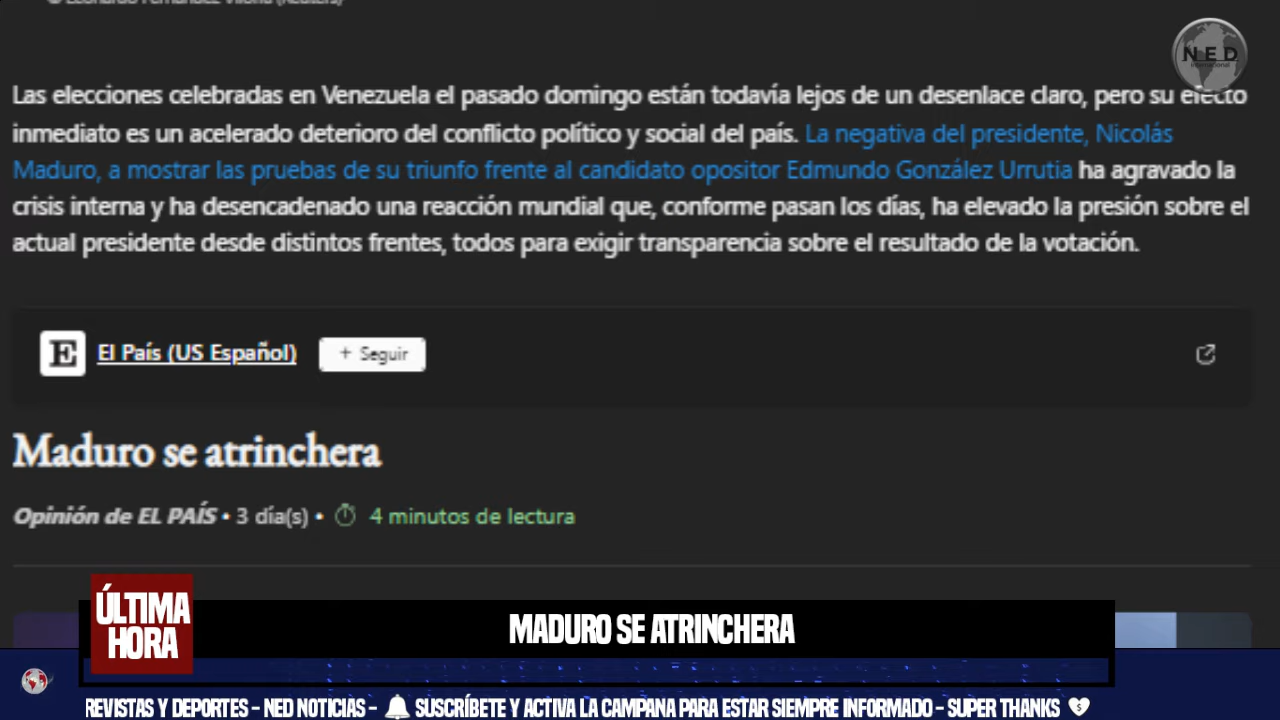 NED
International
Las elecciones celebradas en Venezuela el pasado domingo están todavía lejos de un desenlace claro, pero su efecto
inmediato es un acelerado deterioro del conflicto político y social del país. La negativa del presidente, Nicolás
Maduro, a mostrar las pruebas de su triunfo frente al candidato opositor Edmundo González Urrutia ha agravado la
crisis interna y ha desencadenado una reacción mundial que, conforme pasan los días, ha elevado la presión sobre el
actual presidente desde distintos frentes, todos para exigir transparencia sobre el resultado de la votación.
E El País (US Español) + Seguir
Maduro se atrinchera
Opinión de EL PAÍS • 3 día(s) • 4 minutos de lectura
ÚLTIMA
HORA
MADURO SE ATRINCHERA
REVISTAS Y DEPORTES - NED NOTICIAS - SUSCRÍBETE Y ACTIVA LA CAMPANA PARA ESTAR SIEMPRE INFORMADO - SUPER THANKS